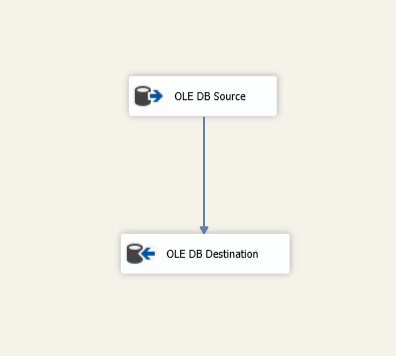 OLE DB Source
OLE DB Destination